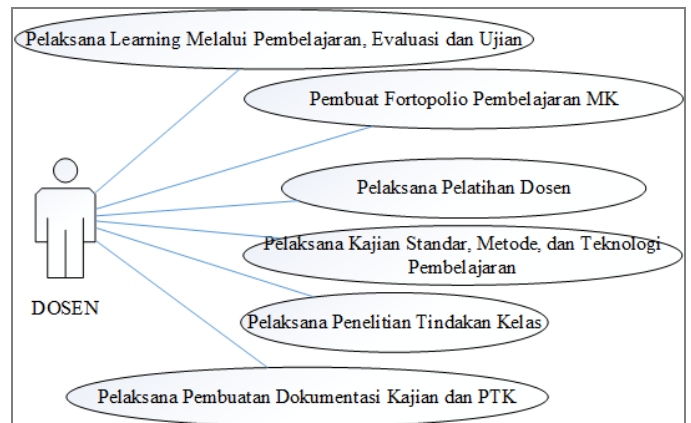 Pelaksana Learning Melalui Pembelajaran, Evaluasi dan Ujian
Pembuat Fortopolio Pembelajaran MK
Pelaksana Pelatihan Dosen
Pelaksana Kajian Standar, Metode, dan Teknologi
Pembelajaran
DOSEN
Pelaksana Penelitian Tindakan Kelas
Pelaksana Pembuatan Dokumentasi Kajian dan PTK